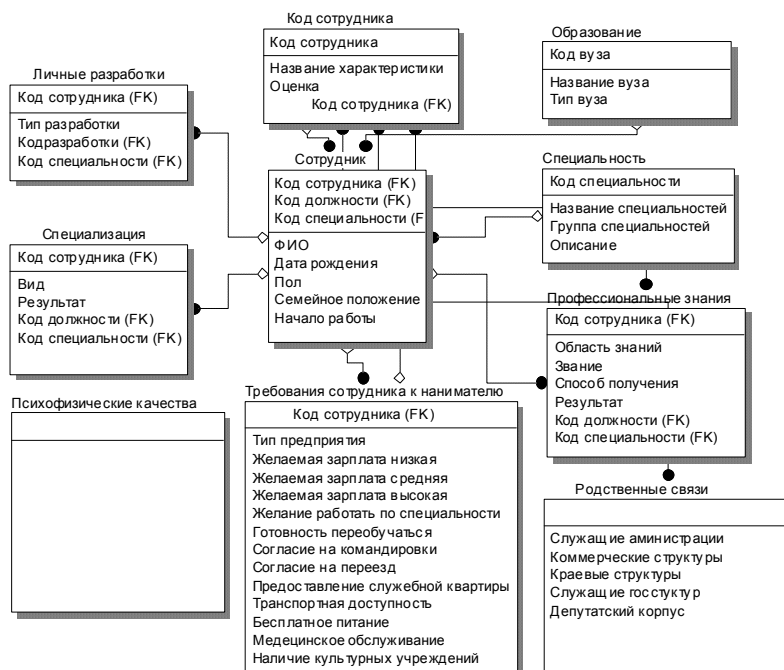 Код сотрудника
Код сотрудника
Название характеристики
Оценка
Код сотрудника (FK)
Образование
Код вуза
Название вуза
Тип вуза
Личные разработки
Код сотрудника (FK)
Тип разработки
Кодразработки (FK)
Код специальности (FK)
Сотрудник
Код сотрудника (FK)
Код должности (FK)
Код специальности (F
ФИО
Дата рождения
Пол
Семейное положение
Начало работы
Специальность
Код специальности
Название специальностей
Группа специальностей
Описание
Специализация
Код сотрудника (FK)
Вид
Результат
Код должности (FK)
Код специальности (FK)
Профессиональные знания
Код сотрудника (FK)
Область знаний
Звание
Способ получения
Результат
Код должности (FK)
Код специальности (FK)
Психофизические качества
Требования сотрудника к нанимателю
Код сотрудника (FK)
Тип предприятия
Желаемая зарплата низкая
Желаемая зарплата средняя
Желаемая зарплата высокая
Желание работать по специальности
Готовность переобучаться
Согласие на командировки
Согласие на переезд
Предоставление служебной квартиры
Транспортная доступность
Бесплатное питание
Медецинское обслуживание
Наличие культурных учреждений
Родственные связи
Служащие аминистрации
Коммерческие структуры
Краевые структуры
Служащие госстуктур
Депутатский корпус